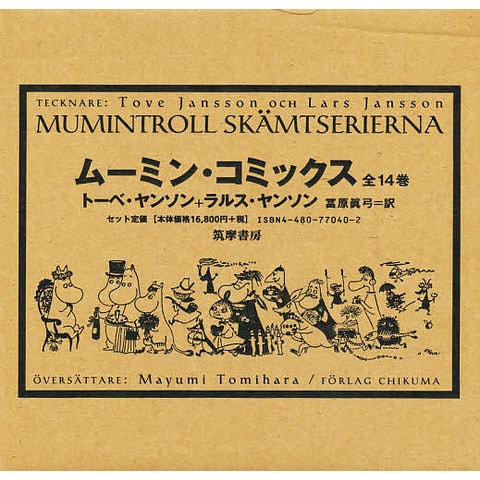 TECKNARE: Tove Jansson OCH Lars Jansson
MUMINTROLL SKÄMTSERIERNA
ムーミン・コミックス 全14巻
トーベ・ヤンソン+ラルス・ヤンソン 冨原眞弓=訳
セット定価 [本体価格16,800円+税] ISBN4-480-77040-2
筑摩書房
ÖVERSÄTTARE: Mayumi Tomihara / FÖRLAG CHIKUMA